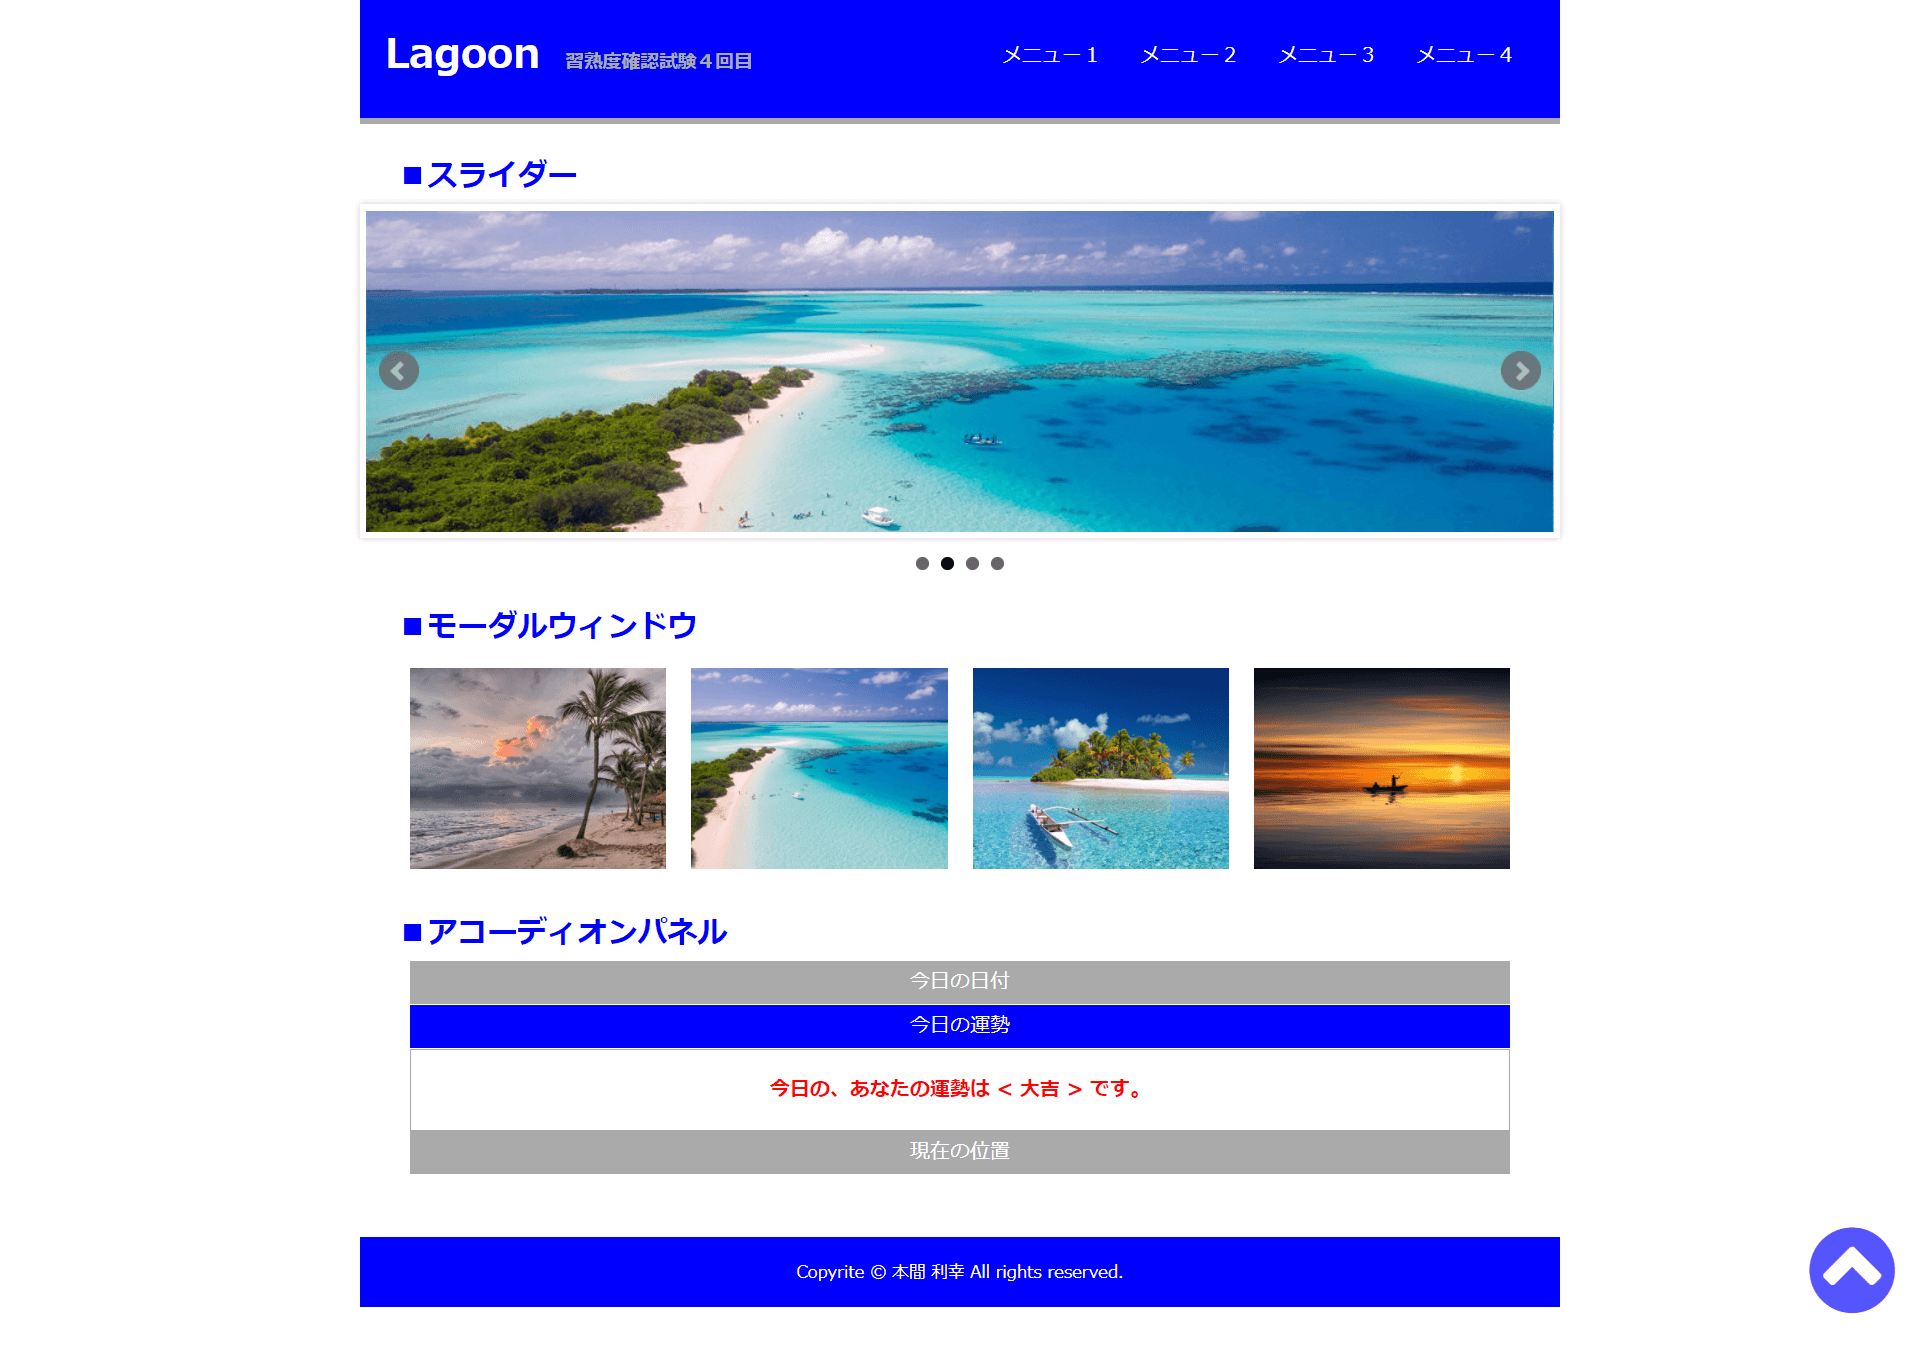 Lagoon 習熟度確認試験４回目 メニュー１ メニュー２ メニュー３ メニュー４
■スライダー
■モーダルウィンドウ
■アコーディオンパネル
今日の日付
今日の運勢
今日の、あなたの運勢は < 大吉 > です。
現在の位置
Copyrite © 本間 利幸 All rights reserved.